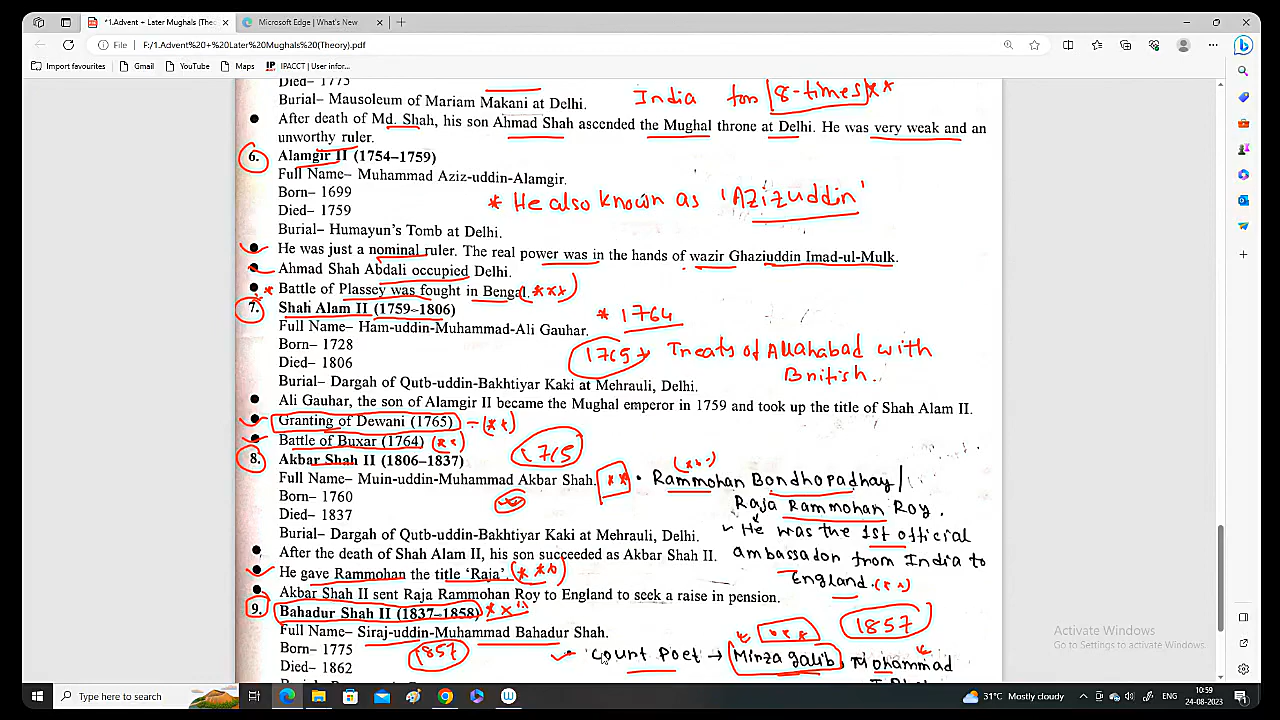 *1.Advent + Later Mughals (Theo
Microsoft Edge | What's New
File
F:/1.Advent%20+%20Later%20Mughals%20(Theory).pdf
Import favourites
Gmail
YouTube
Maps
IPACCT | User infor...
Died– 1775
India for 8-times **
Burial– Mausoleum of Mariam Makani at Delhi.
After death of Md. Shah, his son Ahmad Shah ascended the Mughal throne at Delhi. He was very weak and an
unworthy ruler.
6. Alamgir II (1754–1759)
Full Name– Muhammad Aziz-uddin-Alamgir.
Born– 1699
* He also known as 'Azizuddin'
Died– 1759
Burial– Humayun's Tomb at Delhi.
He was just a nominal ruler. The real power was in the hands of wazir Ghaziuddin Imad-ul-Mulk.
Ahmad Shah Abdali occupied Delhi.
* Battle of Plassey was fought in Bengal. (***)
7. Shah Alam II (1759–1806)
* 1764
Full Name– Ham-uddin-Muhammad-Ali Gauhar.
Born– 1728
1765 Treaty of Allahabad with
British.
Died– 1806
Burial– Dargah of Qutb-uddin-Bakhtiyar Kaki at Mehrauli, Delhi.
Ali Gauhar, the son of Alamgir II became the Mughal emperor in 1759 and took up the title of Shah Alam II.
Granting of Dewani (1765) – (**)
Battle of Buxar (1764) (**)
1765
8. Akbar Shah II (1806–1837)
Full Name– Muin-uddin-Muhammad Akbar Shah.
** • Rammohan Bondhopadhay/
Born– 1760
Raja Rammohan Roy.
Died– 1837
He was the 1st official
Burial– Dargah of Qutb-uddin-Bakhtiyar Kaki at Mehrauli, Delhi.
ambassador from India to
After the death of Shah Alam II, his son succeeded as Akbar Shah II.
He gave Rammohan the title 'Raja'.
England.
Akbar Shah II sent Raja Rammohan Roy to England to seek a raise in pension.
9. Bahadur Shah II (1837–1858)
1857
Full Name– Siraj-uddin-Muhammad Bahadur Shah.
Born– 1775
1857
Court Poet → Mirza galib, Mohammad
Died– 1862
Activate Windows
Go to Settings to activate Windows.
Type here to search
31°C Mostly cloudy
ENG
10:59
24-08-2023